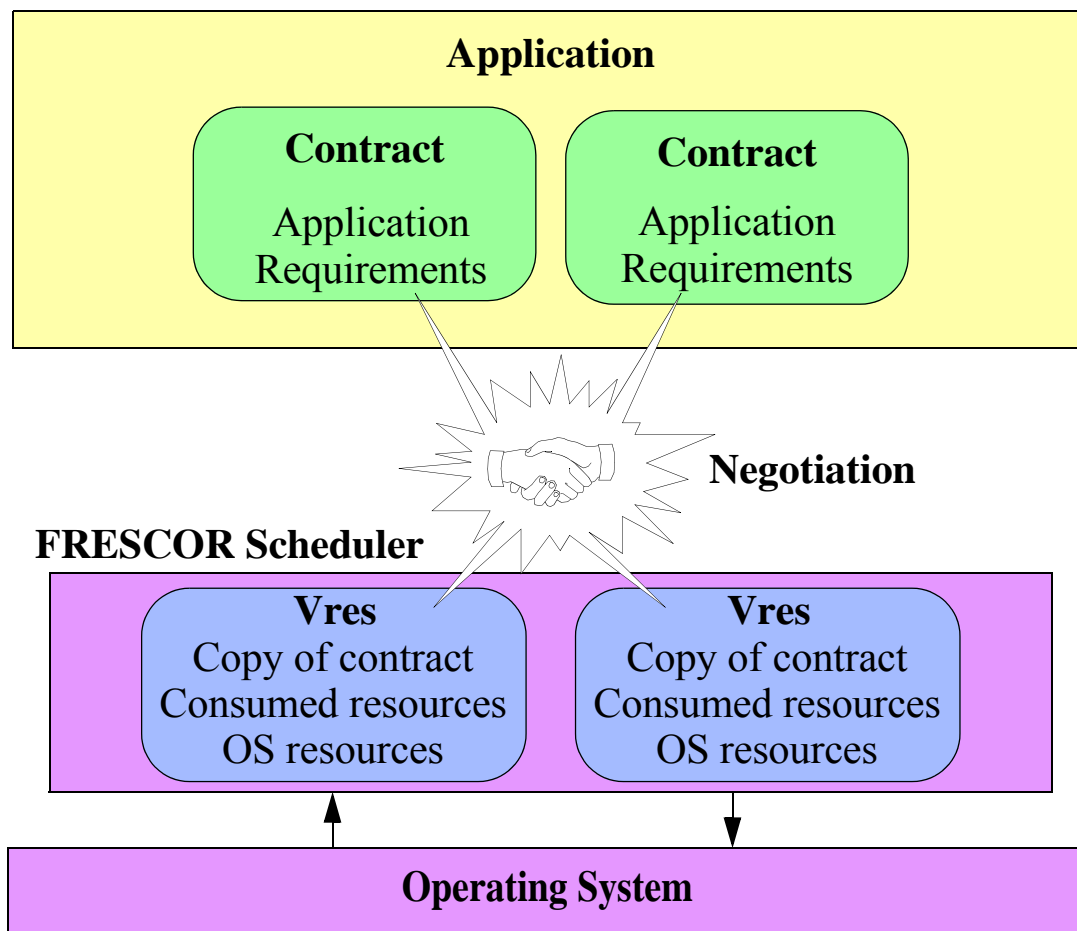 Application
Contract
Application
Requirements
Contract
Application
Requirements
Negotiation
FRESCOR Scheduler
Vres
Copy of contract
Consumed resources
OS resources
Vres
Copy of contract
Consumed resources
OS resources
Operating System